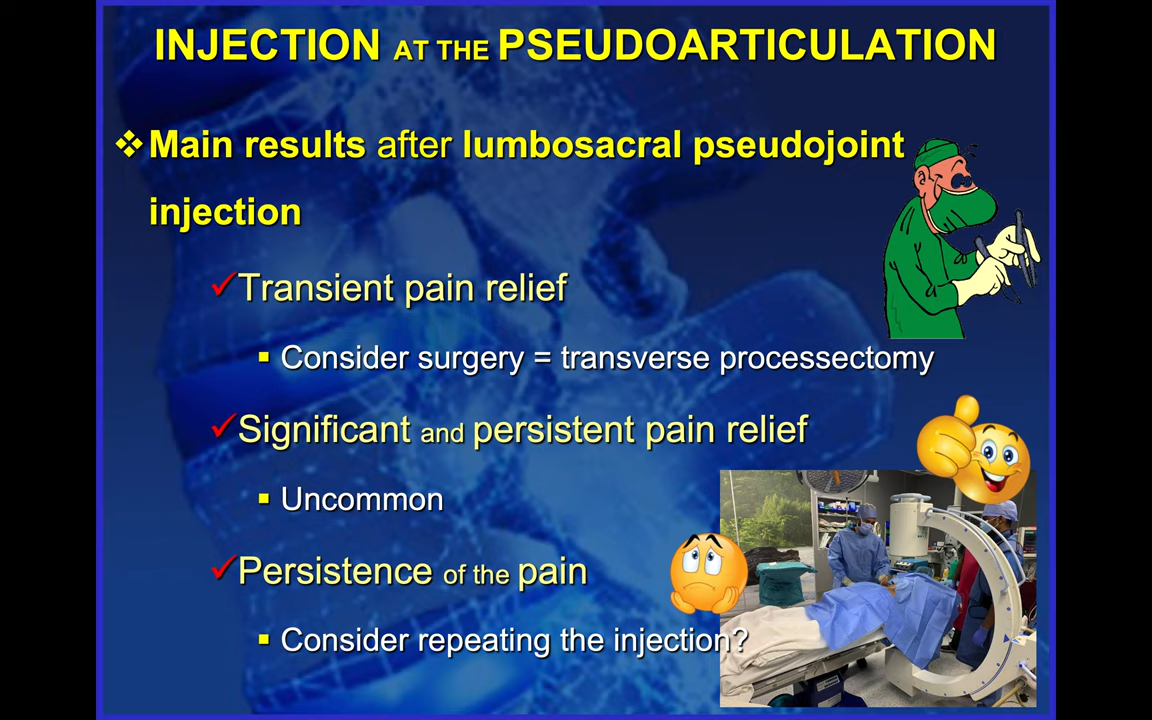 INJECTION AT THE PSEUDOARTICULATION
Main results after lumbosacral pseudojoint
injection
Transient pain relief
Consider surgery = transverse processectomy
Significant and persistent pain relief
Uncommon
Persistence of the pain
Consider repeating the injection?